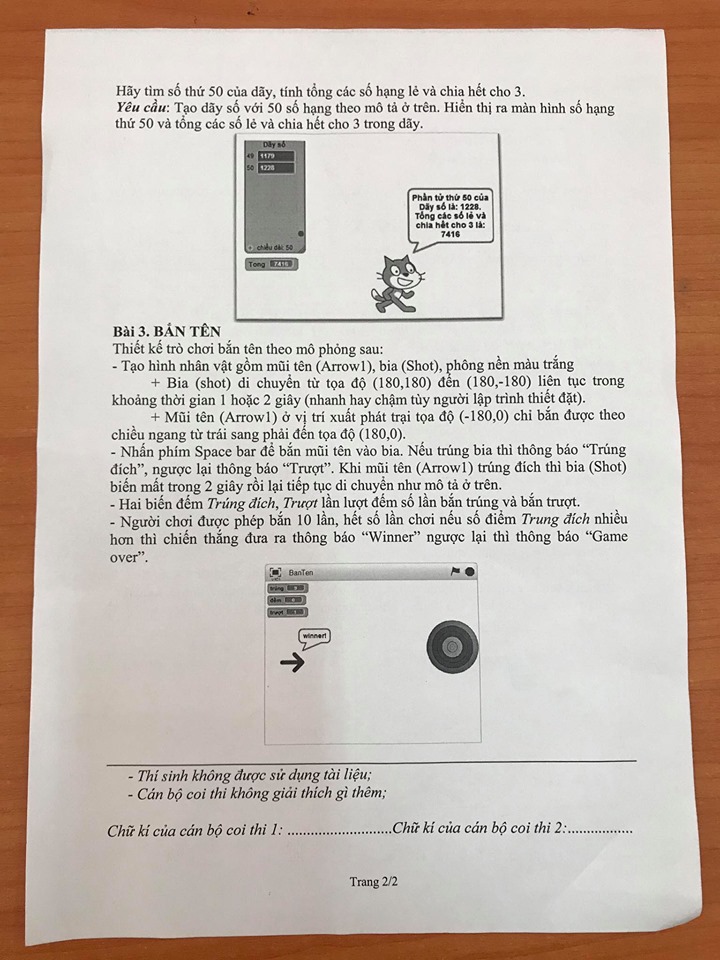 Hãy tìm số thứ 50 của dãy, tính tổng các số hạng lẻ và chia hết cho 3.
Yêu cầu: Tạo dãy số với 50 số hạng theo mô tả ở trên. Hiển thị ra màn hình số hạng
thứ 50 và tổng các số lẻ và chia hết cho 3 trong dãy.
Dãy số
49 1179
50 1228
+ chiều dài: 50
Tong 7416
Phần tử thứ 50 của
Dãy số là: 1228.
Tổng các số lẻ và
chia hết cho 3 là:
7416
Bài 3. BẮN TÊN
Thiết kế trò chơi bắn tên theo mô phỏng sau:
- Tạo hình nhân vật gồm mũi tên (Arrow1), bia (Shot), phông nền màu trắng
+ Bia (shot) di chuyển từ tọa độ (180,180) đến (180,-180) liên tục trong
khoảng thời gian 1 hoặc 2 giây (nhanh hay chậm tùy người lập trình thiết đặt).
+ Mũi tên (Arrow1) ở vị trí xuất phát trại tọa độ (-180,0) chỉ bắn được theo
chiều ngang từ trái sang phải đến tọa độ (180,0).
- Nhấn phím Space bar để bắn mũi tên vào bia. Nếu trúng bia thì thông báo “Trúng
đích”, ngược lại thông báo “Trượt”. Khi mũi tên (Arrow1) trúng đích thì bia (Shot)
biến mất trong 2 giây rồi lại tiếp tục di chuyển như mô tả ở trên.
- Hai biến đếm Trúng đích, Trượt lần lượt đếm số lần bắn trúng và bắn trượt.
- Người chơi được phép bắn 10 lần, hết số lần chơi nếu số điểm Trung đích nhiều
hơn thì chiến thắng đưa ra thông báo “Winner” ngược lại thì thông báo “Game
over”.
BanTen
trúng
đếm
trượt
winner!
- Thí sinh không được sử dụng tài liệu;
- Cán bộ coi thi không giải thích gì thêm;
Chữ kí của cán bộ coi thi 1: ...........................Chữ kí của cán bộ coi thi 2:.................
Trang 2/2